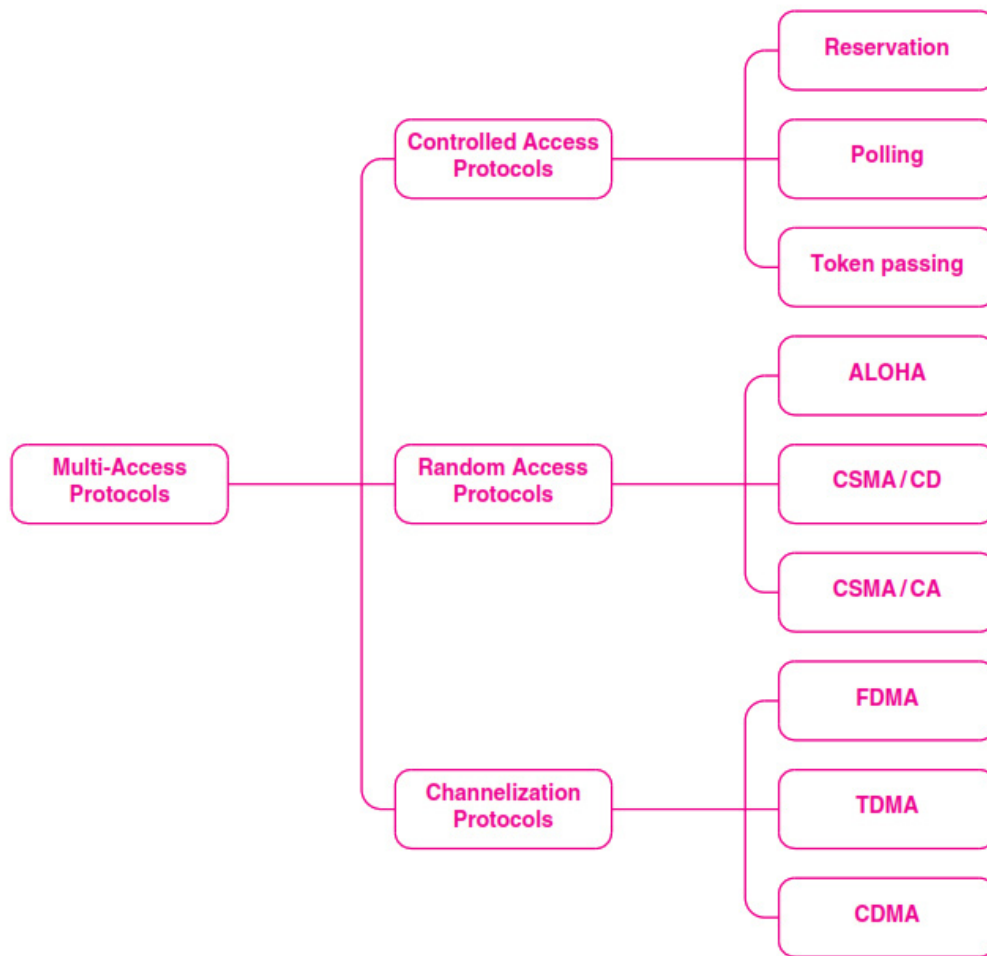 Reservation
Controlled Access
Protocols
Polling
Token passing
ALOHA
Multi-Access
Protocols
Random Access
Protocols
CSMA / CD
CSMA / CA
FDMA
Channelization
Protocols
TDMA
CDMA